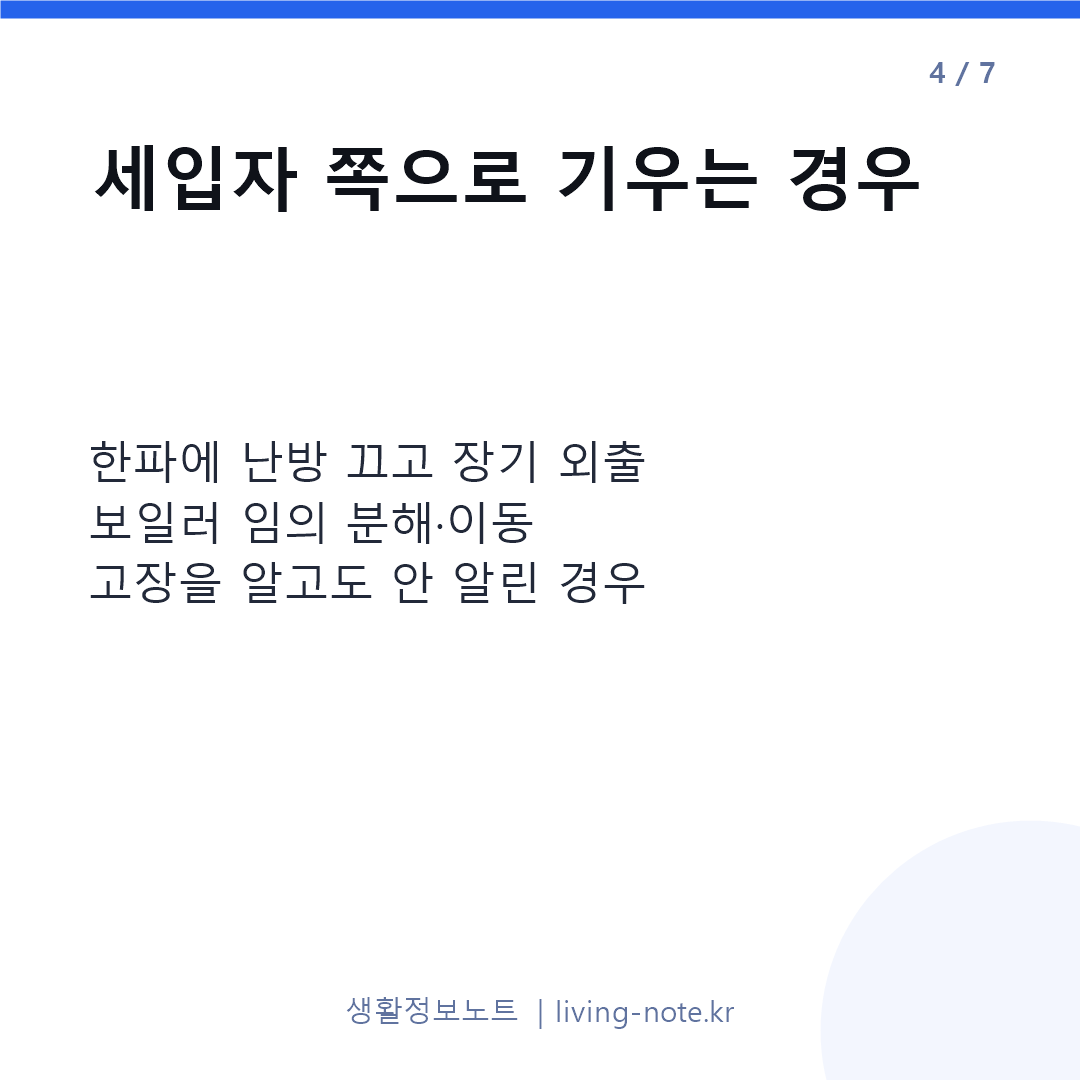 4 / 7
세입자 쪽으로 기우는 경우
한파에 난방 끄고 장기 외출
보일러 임의 분해·이동
고장을 알고도 안 알린 경우
생활정보노트 | living-note.kr